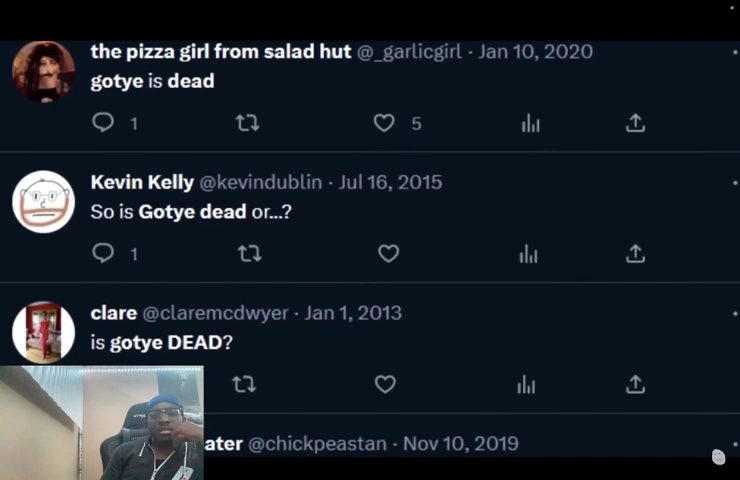 the pizza girl from salad hut @_garlicgirl · Jan 10, 2020
gotye is dead
1
5
Kevin Kelly @kevindublin · Jul 16, 2015
So is Gotye dead or...?
1
clare @claremcdwyer · Jan 1, 2013
is gotye DEAD?
ater @chickpeastan · Nov 10, 2019